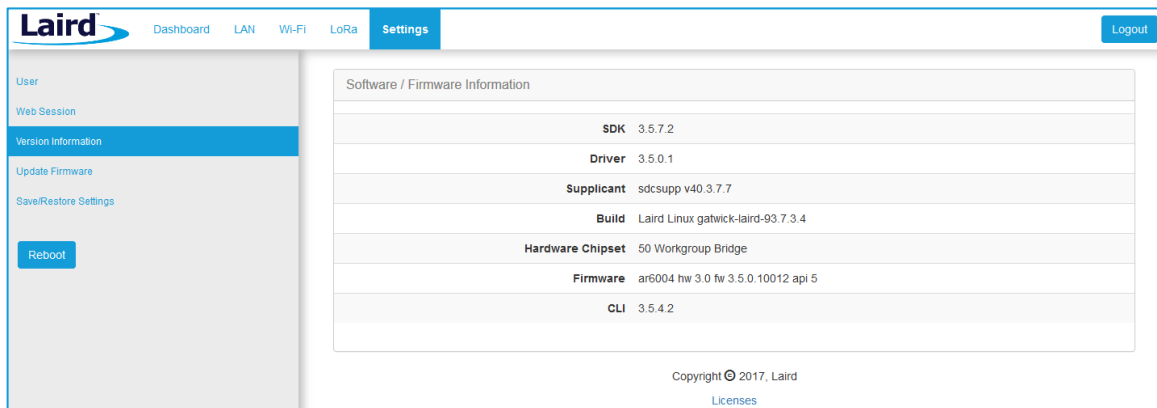 Laird Dashboard LAN Wi-Fi LoRa Settings Logout
User
Web Session
Version Information
Update Firmware
Save/Restore Settings
Reboot
Software / Firmware Information
SDK 3.5.7.2
Driver 3.5.0.1
Supplicant sdcsupp v40.3.7.7
Build Laird Linux gatwick-laird-93.7.3.4
Hardware Chipset 50 Workgroup Bridge
Firmware ar6004 hw 3.0 fw 3.5.0.10012 api 5
CLI 3.5.4.2
Copyright © 2017, Laird
Licenses